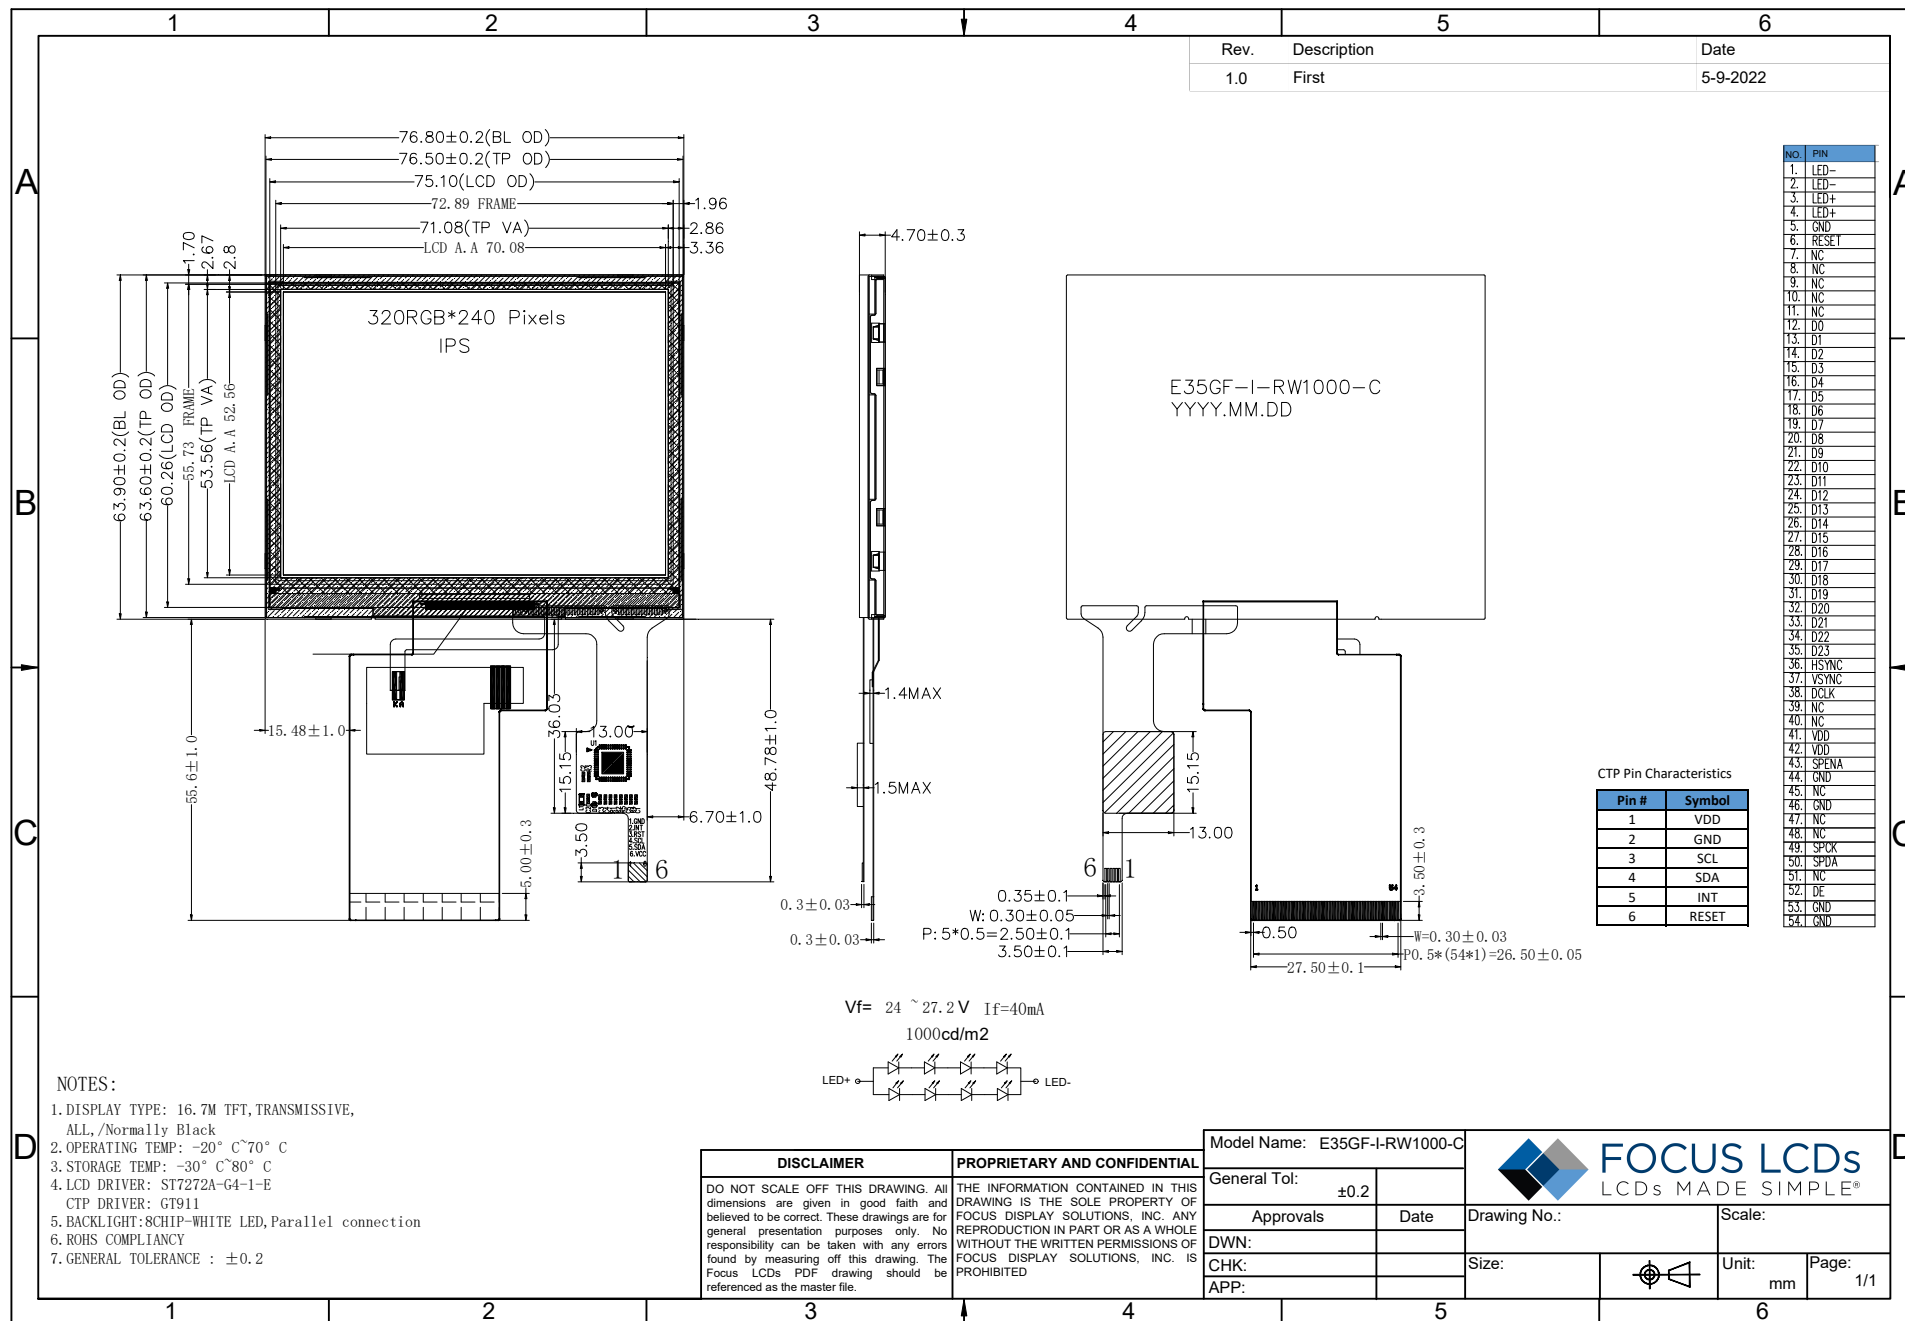 1 2 3 4 5 6
Rev. Description Date
1.0 First 5-9-2022
A
B
C
D
76.80±0.2(BL OD)
76.50±0.2(TP OD)
75.10(LCD OD)
72.89 FRAME
1.96
71.08(TP VA)
2.86
LCD A.A 70.08
3.36
1.70
2.67
2.8
320RGB*240 Pixels
IPS
63.90±0.2(BL OD)
63.60±0.2(TP OD)
60.26(LCD OD)
55.73 FRAME
53.56(TP VA)
LCD A.A 52.56
K A
15.48±1.0
55.6±1.0
36.03
13.00
15.15
U1
48.78±1.0
6.70±1.0
3.50
1.GND
2.INT
3.RST
4.SCL
5.SDA
6.VCC
1 6
5.00±0.3
4.70±0.3
1.4MAX
1.5MAX
0.3±0.03
0.3±0.03
E35GF-I-RW1000-C
YYYY.MM.DD
15.15
13.00
6 1
0.35±0.1
W:0.30±0.05
P:5*0.5=2.50±0.1
3.50±0.1
1 54
3.50±0.3
0.50
W=0.30±0.03
P0.5*(54*1)=26.50±0.05
27.50±0.1
NO. PIN
1. LED-
2. LED-
3. LED+
4. LED+
5. GND
6. RESET
7. NC
8. NC
9. NC
10. NC
11. NC
12. D0
13. D1
14. D2
15. D3
16. D4
17. D5
18. D6
19. D7
20. D8
21. D9
22. D10
23. D11
24. D12
25. D13
26. D14
27. D15
28. D16
29. D17
30. D18
31. D19
32. D20
33. D21
34. D22
35. D23
36. HSYNC
37. VSYNC
38. DCLK
39. NC
40. NC
41. VDD
42. VDD
43. SPENA
44. GND
45. NC
46. GND
47. NC
48. NC
49. SPCK
50. SPDA
51. NC
52. DE
53. GND
54. GND
CTP Pin Characteristics
Pin # Symbol
1 VDD
2 GND
3 SCL
4 SDA
5 INT
6 RESET
Vf= 24 ~27.2 V If=40mA
1000cd/m2
LED+
LED-
NOTES:
1.DISPLAY TYPE: 16.7M TFT,TRANSMISSIVE,
ALL,/Normally Black
2.OPERATING TEMP: -20° C~70° C
3.STORAGE TEMP: -30° C~80° C
4.LCD DRIVER: ST7272A-G4-1-E
CTP DRIVER: GT911
5.BACKLIGHT:8CHIP-WHITE LED,Parallel connection
6.ROHS COMPLIANCY
7.GENERAL TOLERANCE : ±0.2
DISCLAIMER
DO NOT SCALE OFF THIS DRAWING. All
dimensions are given in good faith and
believed to be correct. These drawings are for
general presentation purposes only. No
responsibility can be taken with any errors
found by measuring off this drawing. The
Focus LCDs PDF drawing should be
referenced as the master file.
PROPRIETARY AND CONFIDENTIAL
THE INFORMATION CONTAINED IN THIS
DRAWING IS THE SOLE PROPERTY OF
FOCUS DISPLAY SOLUTIONS, INC. ANY
REPRODUCTION IN PART OR AS A WHOLE
WITHOUT THE WRITTEN PERMISSIONS OF
FOCUS DISPLAY SOLUTIONS, INC. IS
PROHIBITED
Model Name: E35GF-I-RW1000-C
General Tol:
±0.2
Approvals Date
DWN:
CHK:
APP:
FOCUS LCDs
LCDs MADE SIMPLE®
Drawing No.:
Scale:
Size:
Unit:
mm
Page:
1/1
A
B
C
D
1 2 3 4 5 6